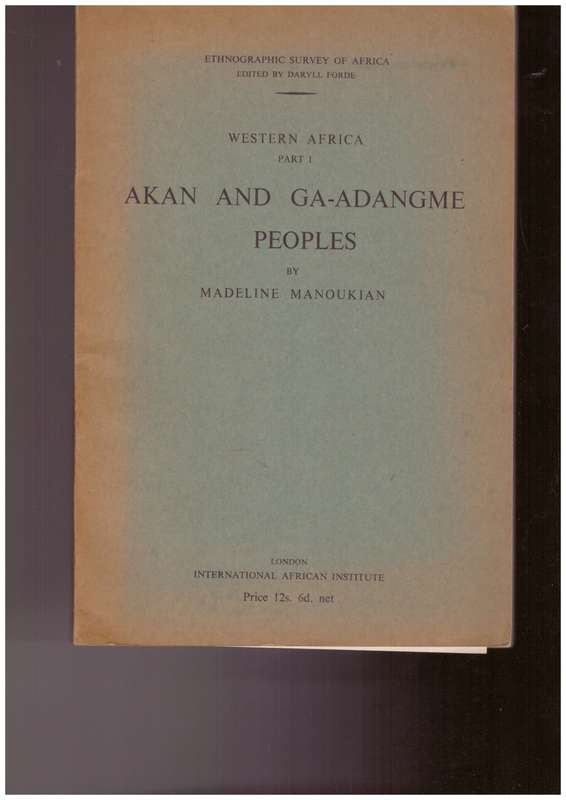 ETHNOGRAPHIC SURVEY OF AFRICA
EDITED BY DARYLL FORDE
WESTERN AFRICA
PART I
AKAN AND GA-ADANGME
PEOPLES
BY
MADELINE MANOUKIAN
LONDON
INTERNATIONAL AFRICAN INSTITUTE
Price 12s. 6d. net